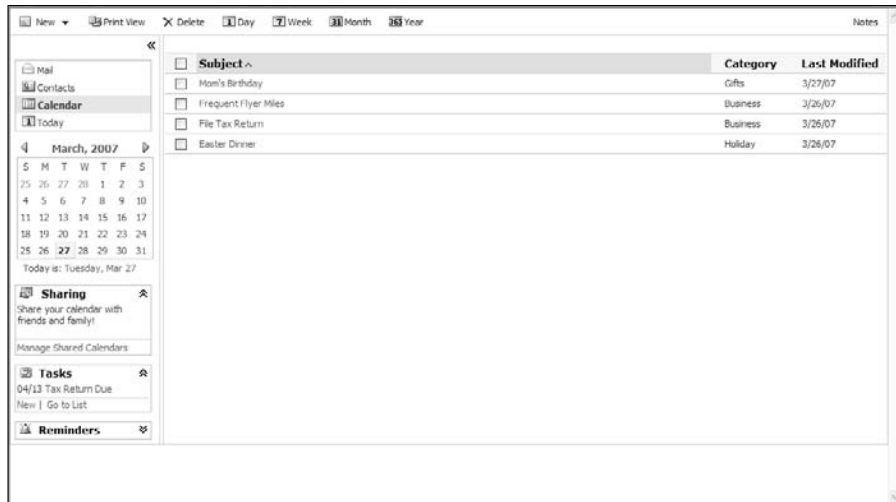 New Print View Delete 1 Day 7 Week 31 Month 365 Year Notes
«
Mail
Contacts
Calendar
1 Today
March, 2007
S M T W T F S
25 26 27 28 1 2 3
4 5 6 7 8 9 10
11 12 13 14 15 16 17
18 19 20 21 22 23 24
25 26 27 28 29 30 31
Today is: Tuesday, Mar 27
Sharing
Share your calendar with
friends and family!
Manage Shared Calendars
Tasks
04/13 Tax Return Due
New | Go to List
Reminders
Subject Category Last Modified
Mom's Birthday Gifts 3/27/07
Frequent Flyer Miles Business 3/26/07
File Tax Return Business 3/26/07
Easter Dinner Holiday 3/26/07